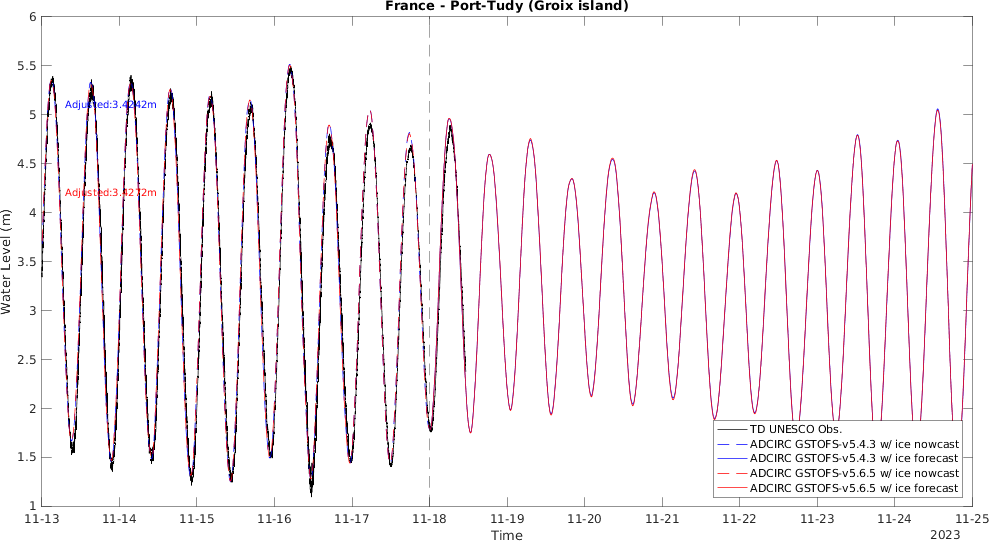 France - Port-Tudy (Groix island)
6
5.5
5
4.5
4
3.5
3
2.5
2
1.5
1
Water Level (m)
Adjusted:3.4242m
Adjusted:3.4272m
TD UNESCO Obs.
ADCIRC GSTOFS-v5.4.3 w/ ice nowcast
ADCIRC GSTOFS-v5.4.3 w/ ice forecast
ADCIRC GSTOFS-v5.6.5 w/ ice nowcast
ADCIRC GSTOFS-v5.6.5 w/ ice forecast
11-13 11-14 11-15 11-16 11-17 11-18 11-19 11-20 11-21 11-22 11-23 11-24 11-25
Time
2023